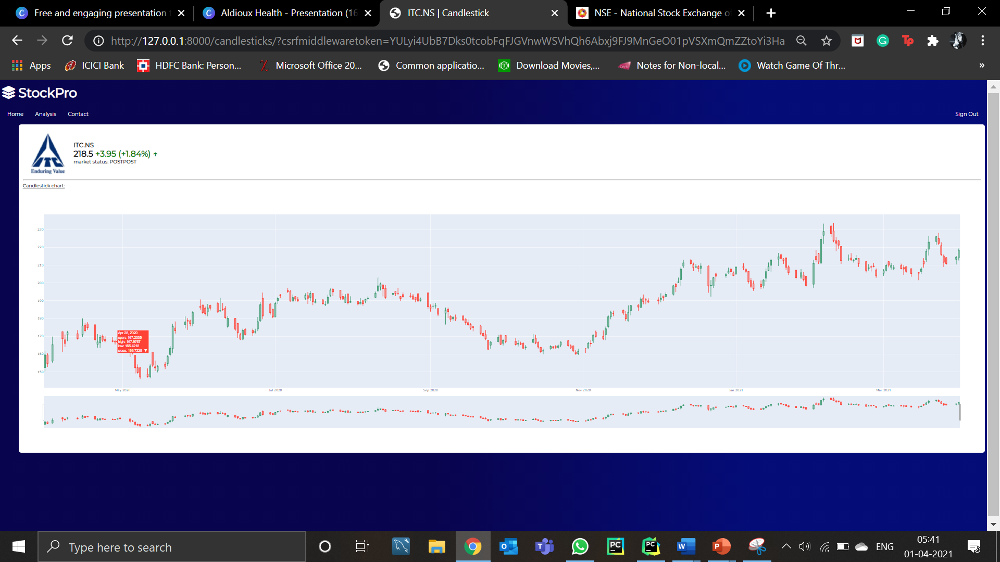 Free and engaging presentation t
Aldioux Health - Presentation (16
ITC.NS | Candlestick
NSE - National Stock Exchange of
http://127.0.0.1:8000/candlesticks/?csrfmiddlewaretoken=YULyi4UbB7Dks0tcobFqFJGVnwWSVhQh6Abxj9FJ9MnGeO01pVSXmQmZZtoYi3Ha
Apps
ICICI Bank
HDFC Bank: Person...
Microsoft Office 20...
Common applicatio...
Download Movies,...
Notes for Non-local...
Watch Game Of Thr...
»
StockPro
Home Analysis Contact Sign Out
ITC
Enduring Value
ITC.NS
218.5 +3.95 (+1.84%) ↑
market status: POSTPOST
Candlestick chart:
230
220
210
200
190
180
170
160
150
Apr 28, 2020
open: 167.2335
high: 167.9767
low: 165.4218
close: 166.7225 ▼
May 2020 Jul 2020 Sep 2020 Nov 2020 Jan 2021 Mar 2021
Type here to search
ENG
05:41
01-04-2021